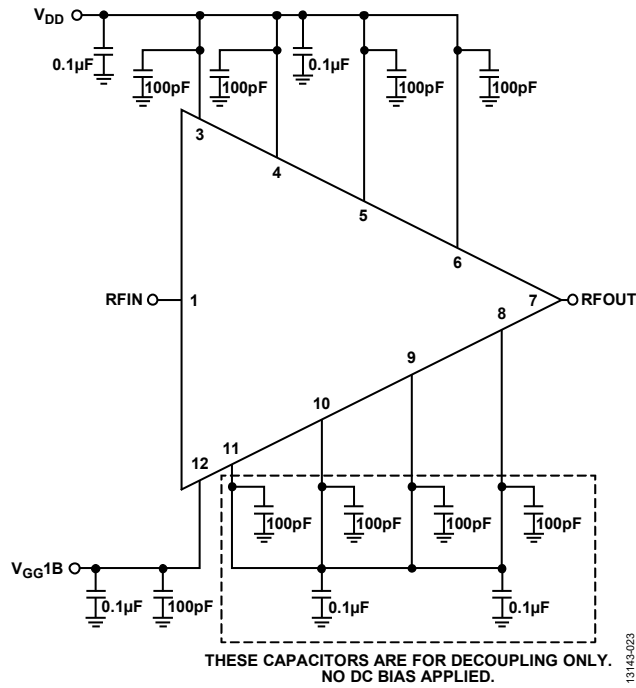 VDD
0.1µF
0.1µF
100pF
100pF
100pF
100pF
3
4
5
6
RFIN
1
7
RFOUT
8
9
10
11
12
100pF
100pF
100pF
100pF
VGG1B
0.1µF
100pF
0.1µF
0.1µF
THESE CAPACITORS ARE FOR DECOUPLING ONLY.
NO DC BIAS APPLIED.
13143-023